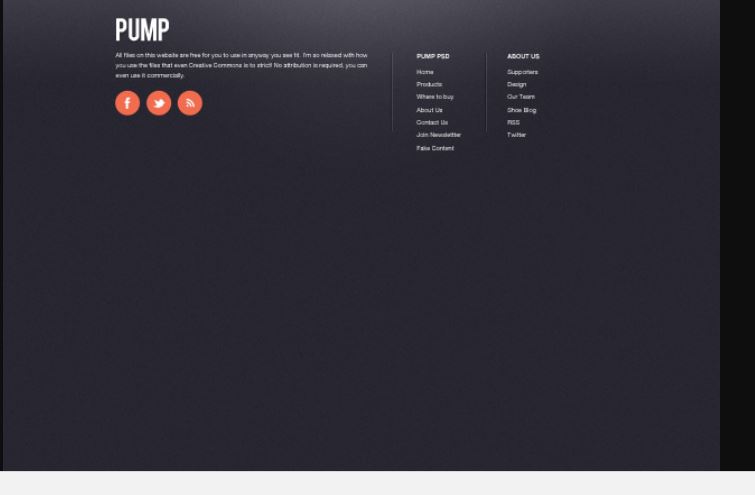 PUMP
All files on this website are free for you to use in anyway you see fit. I'm so relaxed with how
you use the files that even Creative Commons is to strict! No attribution is required, you can
even use it commercially.
PUMP PSD
Home
Products
Where to buy
About Us
Contact Us
Join Newsletter
Fake Content
ABOUT US
Supporters
Design
Our Team
Shoe Blog
RSS
Twitter